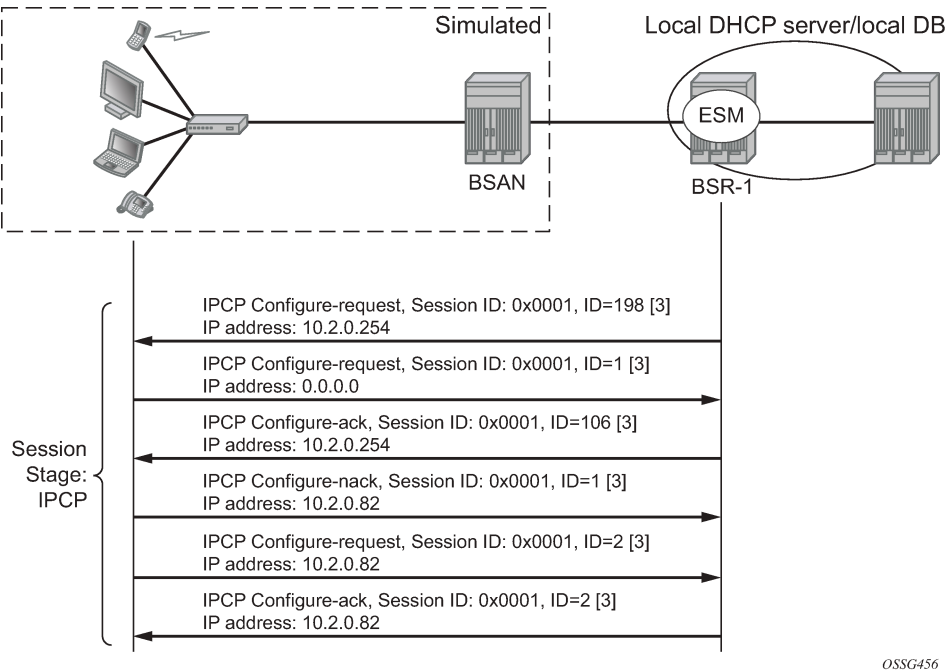 Simulated
Local DHCP server/local DB
ESM
BSAN
BSR-1
IPCP Configure-request, Session ID: 0x0001, ID=198 [3]
IP address: 10.2.0.254
IPCP Configure-request, Session ID: 0x0001, ID=1 [3]
IP address: 0.0.0.0
IPCP Configure-ack, Session ID: 0x0001, ID=106 [3]
IP address: 10.2.0.254
Session
Stage:
IPCP
IPCP Configure-nack, Session ID: 0x0001, ID=1 [3]
IP address: 10.2.0.82
IPCP Configure-request, Session ID: 0x0001, ID=2 [3]
IP address: 10.2.0.82
IPCP Configure-ack, Session ID: 0x0001, ID=2 [3]
IP address: 10.2.0.82
OSSG456